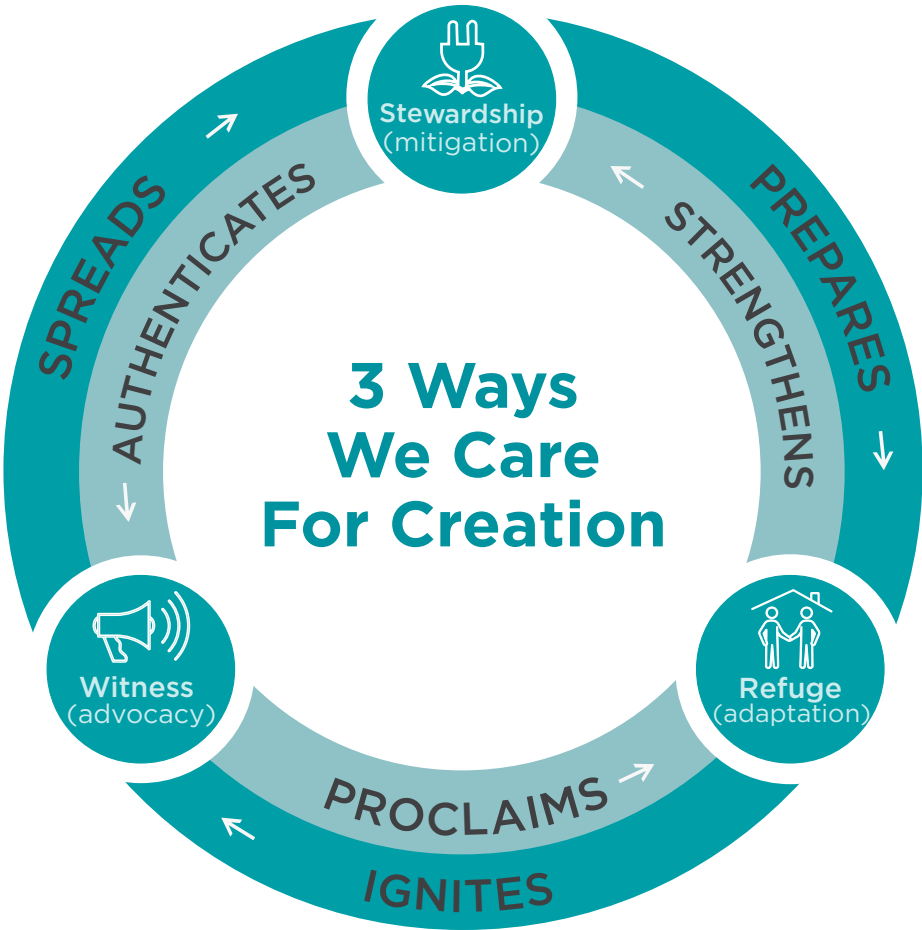 Stewardship
(mitigation)
SPREADS
AUTHENTICATES
STRENGTHENS
PREPARES
3 Ways
We Care
For Creation
Witness
(advocacy)
Refuge
(adaptation)
PROCLAIMS
IGNITES